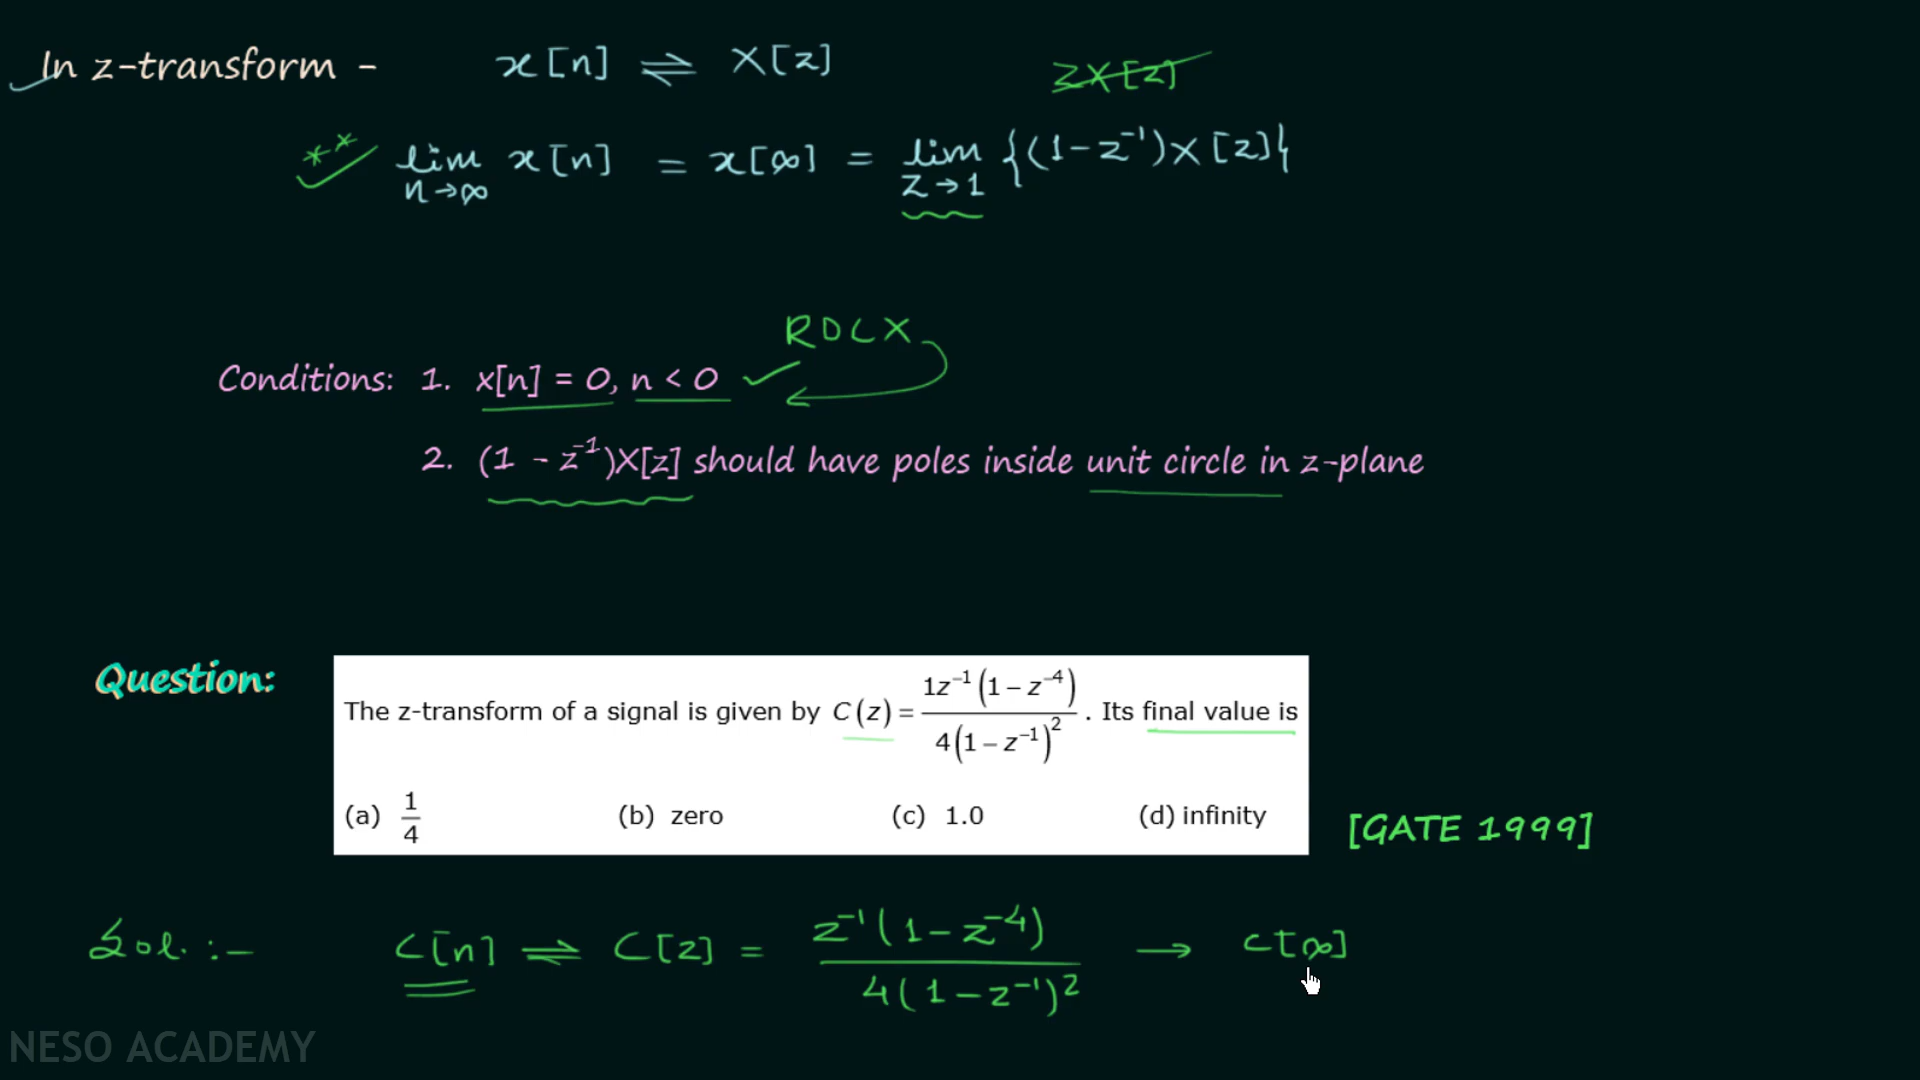 In z-transform - x[n] ⇌ X[z] zX[z]
** lim n→∞ x[n] = x[∞] = lim z→1 {(1-z⁻¹)X[z]}
RDCX
Conditions: 1. x[n] = 0, n < 0
2. (1 - z⁻¹)X[z] should have poles inside unit circle in z-plane
Question:
The z-transform of a signal is given by C(z) = 1z⁻¹(1-z⁻⁴) / 4(1-z⁻¹)². Its final value is
(a) 1/4 (b) zero (c) 1.0 (d) infinity
[GATE 1999]
Sol. :- C[n] ⇌ C[z] = z⁻¹(1-z⁻⁴) / 4(1-z⁻¹)² → C[∞]
NESO ACADEMY